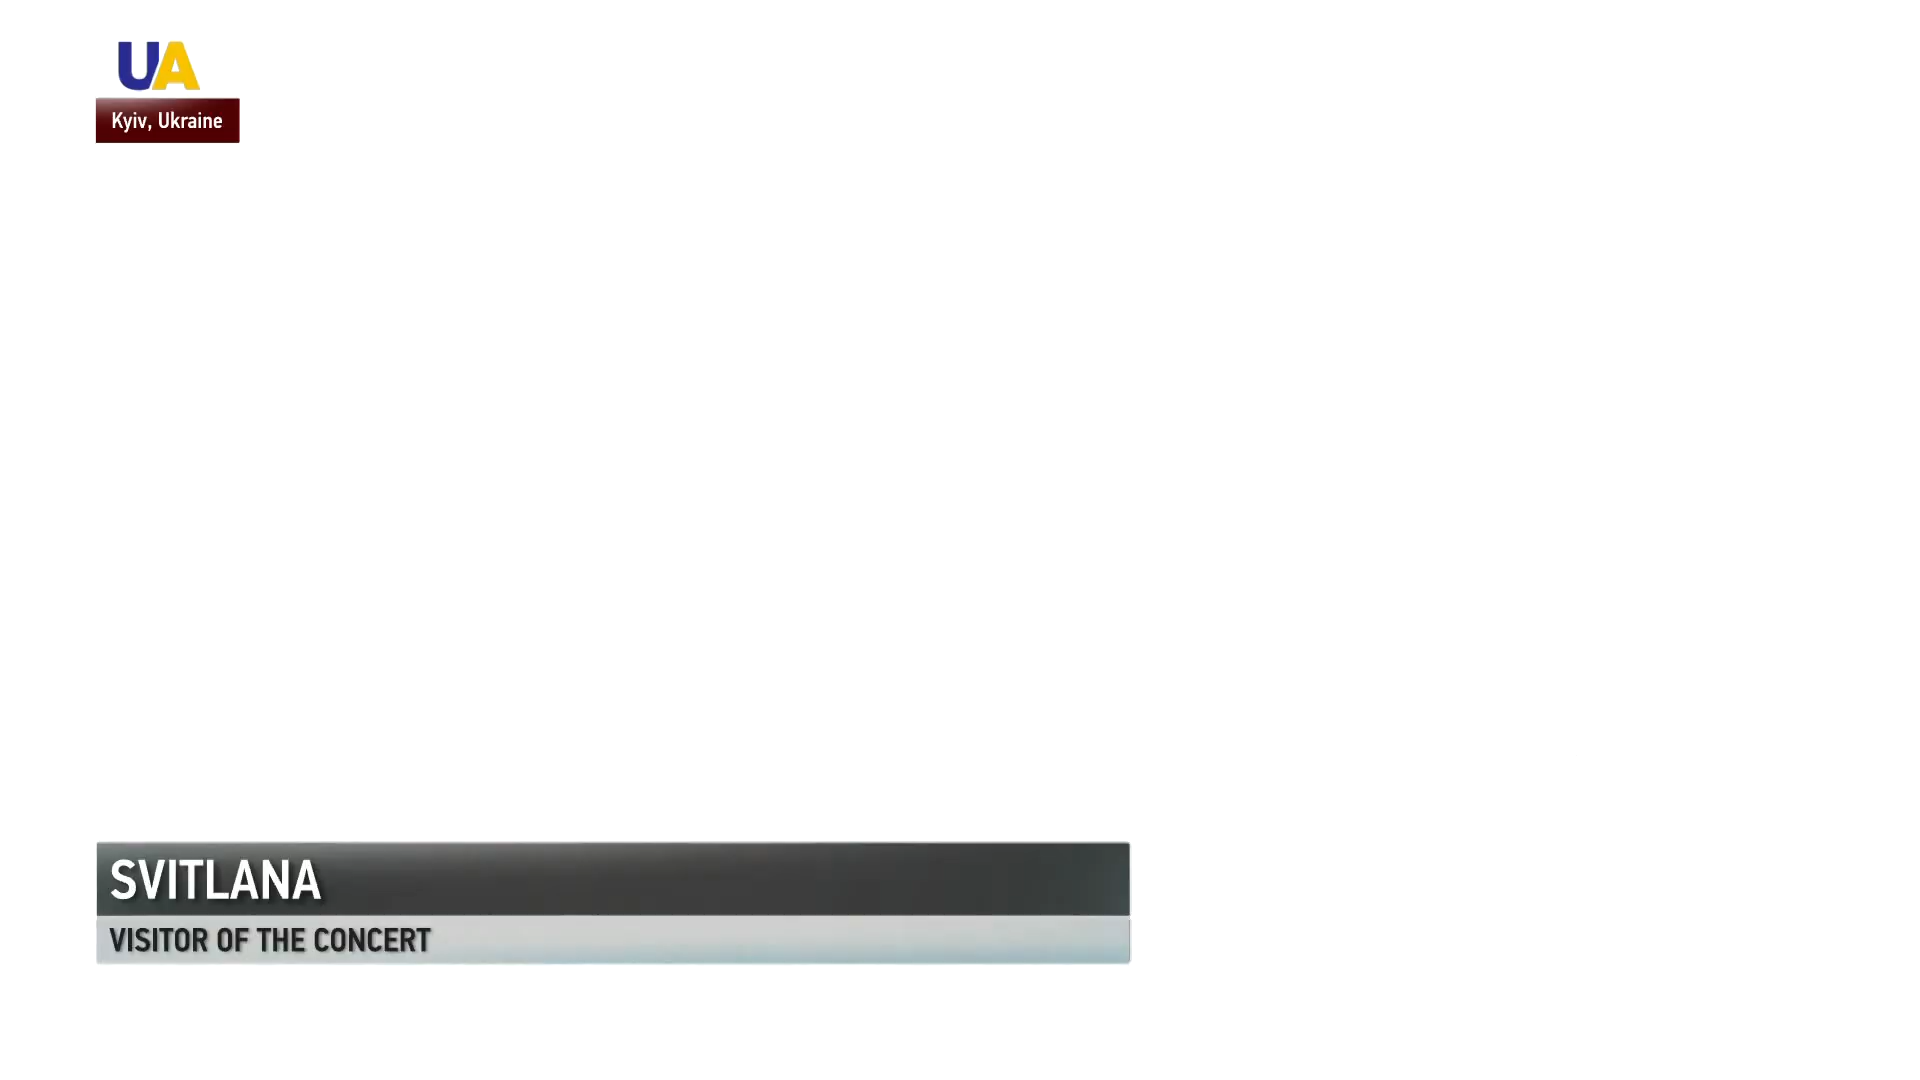 UA
Kyiv, Ukraine
SVITLANA
VISITOR OF THE CONCERT